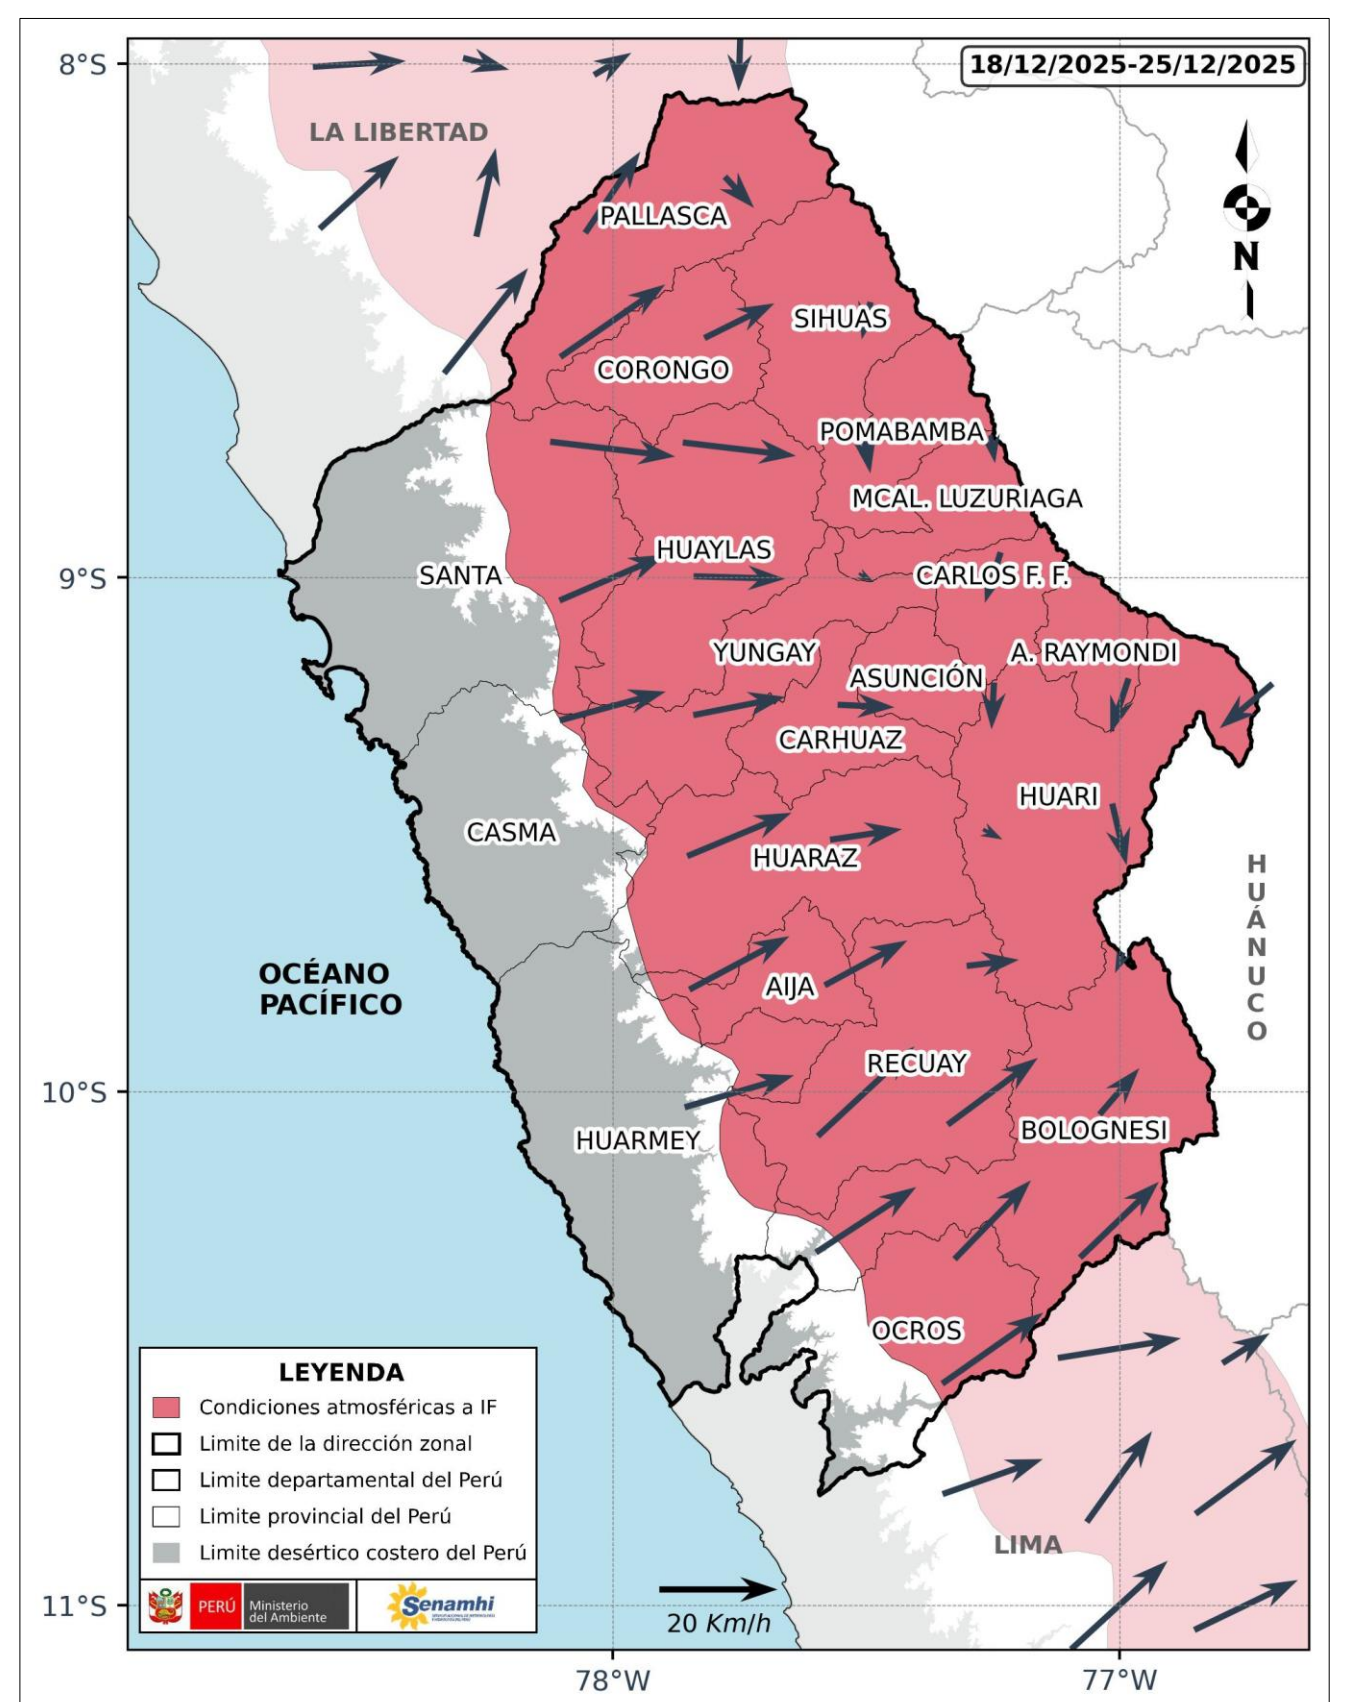 8°S
18/12/2025-25/12/2025
LA LIBERTAD
PALLASCA
N
SIHUAS
CORONGO
POMABAMBA
MCAL. LUZURIAGA
HUAYLAS
9°S
SANTA
CARLOS F. F.
YUNGAY
A. RAYMONDI
ASUNCIÓN
CARHUAZ
HUARI
CASMA
HUARAZ
HUÁNUCO
OCÉANO
PACÍFICO
AIJA
RECUAY
10°S
BOLOGNESI
HUARMEY
OCROS
LEYENDA
Condiciones atmosféricas a IF
Limite de la dirección zonal
Limite departamental del Perú
Limite provincial del Perú
Limite desértico costero del Perú
LIMA
PERÚ
Ministerio
del Ambiente
Senamhi
11°S
20 Km/h
78°W
77°W